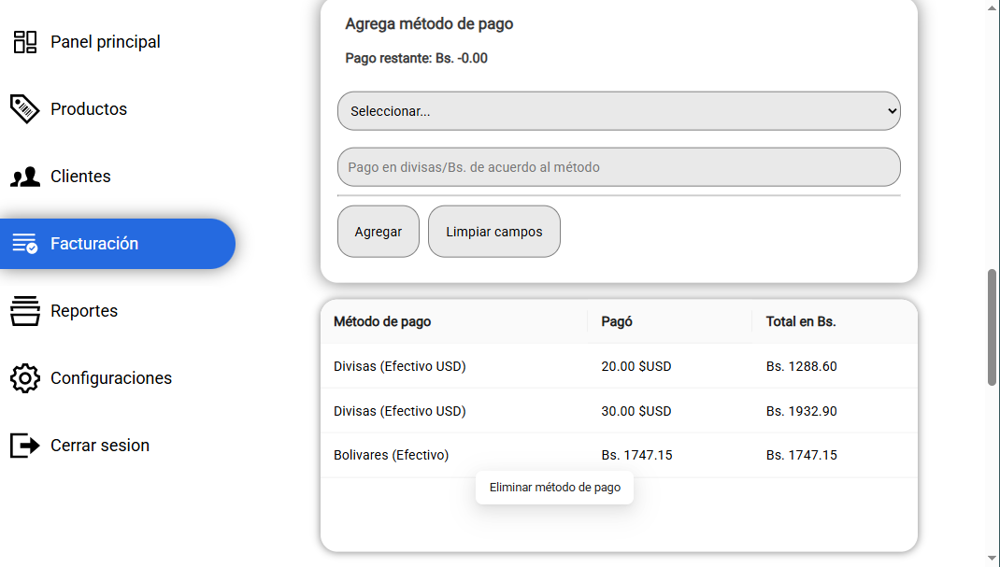 Panel principal
Productos
Clientes
Facturación
Reportes
Configuraciones
Cerrar sesion
Agrega método de pago
Pago restante: Bs. -0.00
Seleccionar...
Pago en divisas/Bs. de acuerdo al método
Agregar Limpiar campos
Método de pago Pagó Total en Bs.
Divisas (Efectivo USD) 20.00 $USD Bs. 1288.60
Divisas (Efectivo USD) 30.00 $USD Bs. 1932.90
Bolivares (Efectivo) Bs. 1747.15 Bs. 1747.15
Eliminar método de pago